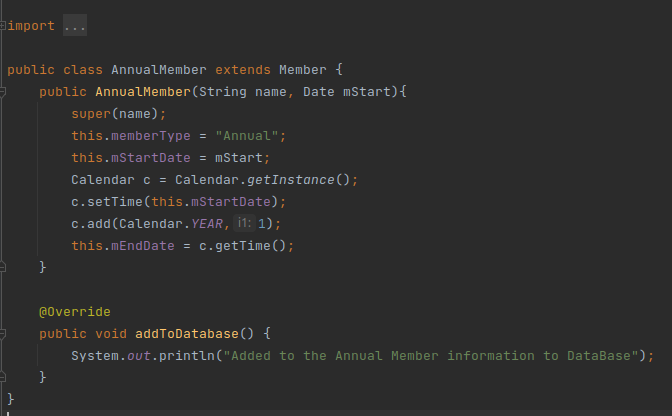 import ...
public class AnnualMember extends Member {
public AnnualMember(String name, Date mStart){
super(name);
this.memberType = "Annual";
this.mStartDate = mStart;
Calendar c = Calendar.getInstance();
c.setTime(this.mStartDate);
c.add(Calendar.YEAR, i1: 1);
this.mEndDate = c.getTime();
}
@Override
public void addToDatabase() {
System.out.println("Added to the Annual Member information to DataBase");
}
}